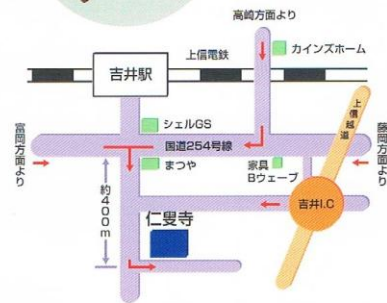 高崎方面より
上信電鉄
カインズホーム
吉井駅
上信越道
シェルGS
国道254号線
富岡方面より
藤岡方面より
まつや
家具
Bウェーブ
約400m
吉井I.C
仁叟寺